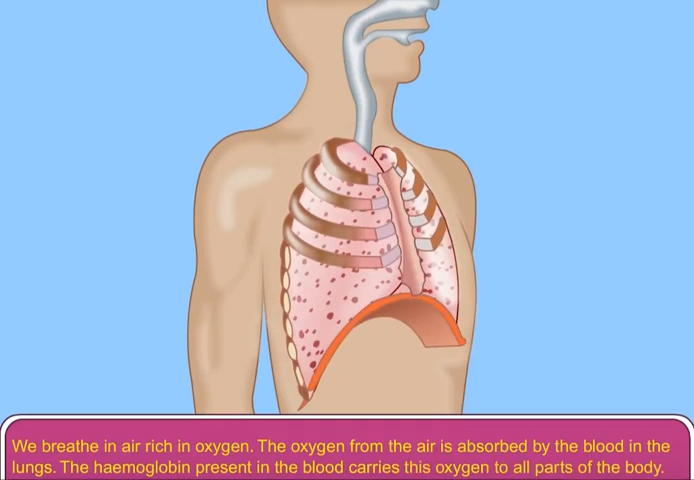 We breathe in air rich in oxygen. The oxygen from the air is absorbed by the blood in the
lungs. The haemoglobin present in the blood carries this oxygen to all parts of the body.